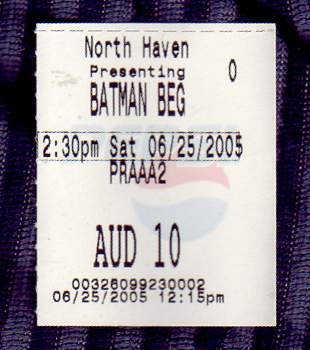 North Haven
Presenting 0
BATMAN BEG
2:30pm Sat 06/25/2005
PRAAA2
AUD 10
00326099230002
06/25/2005 12:15pm